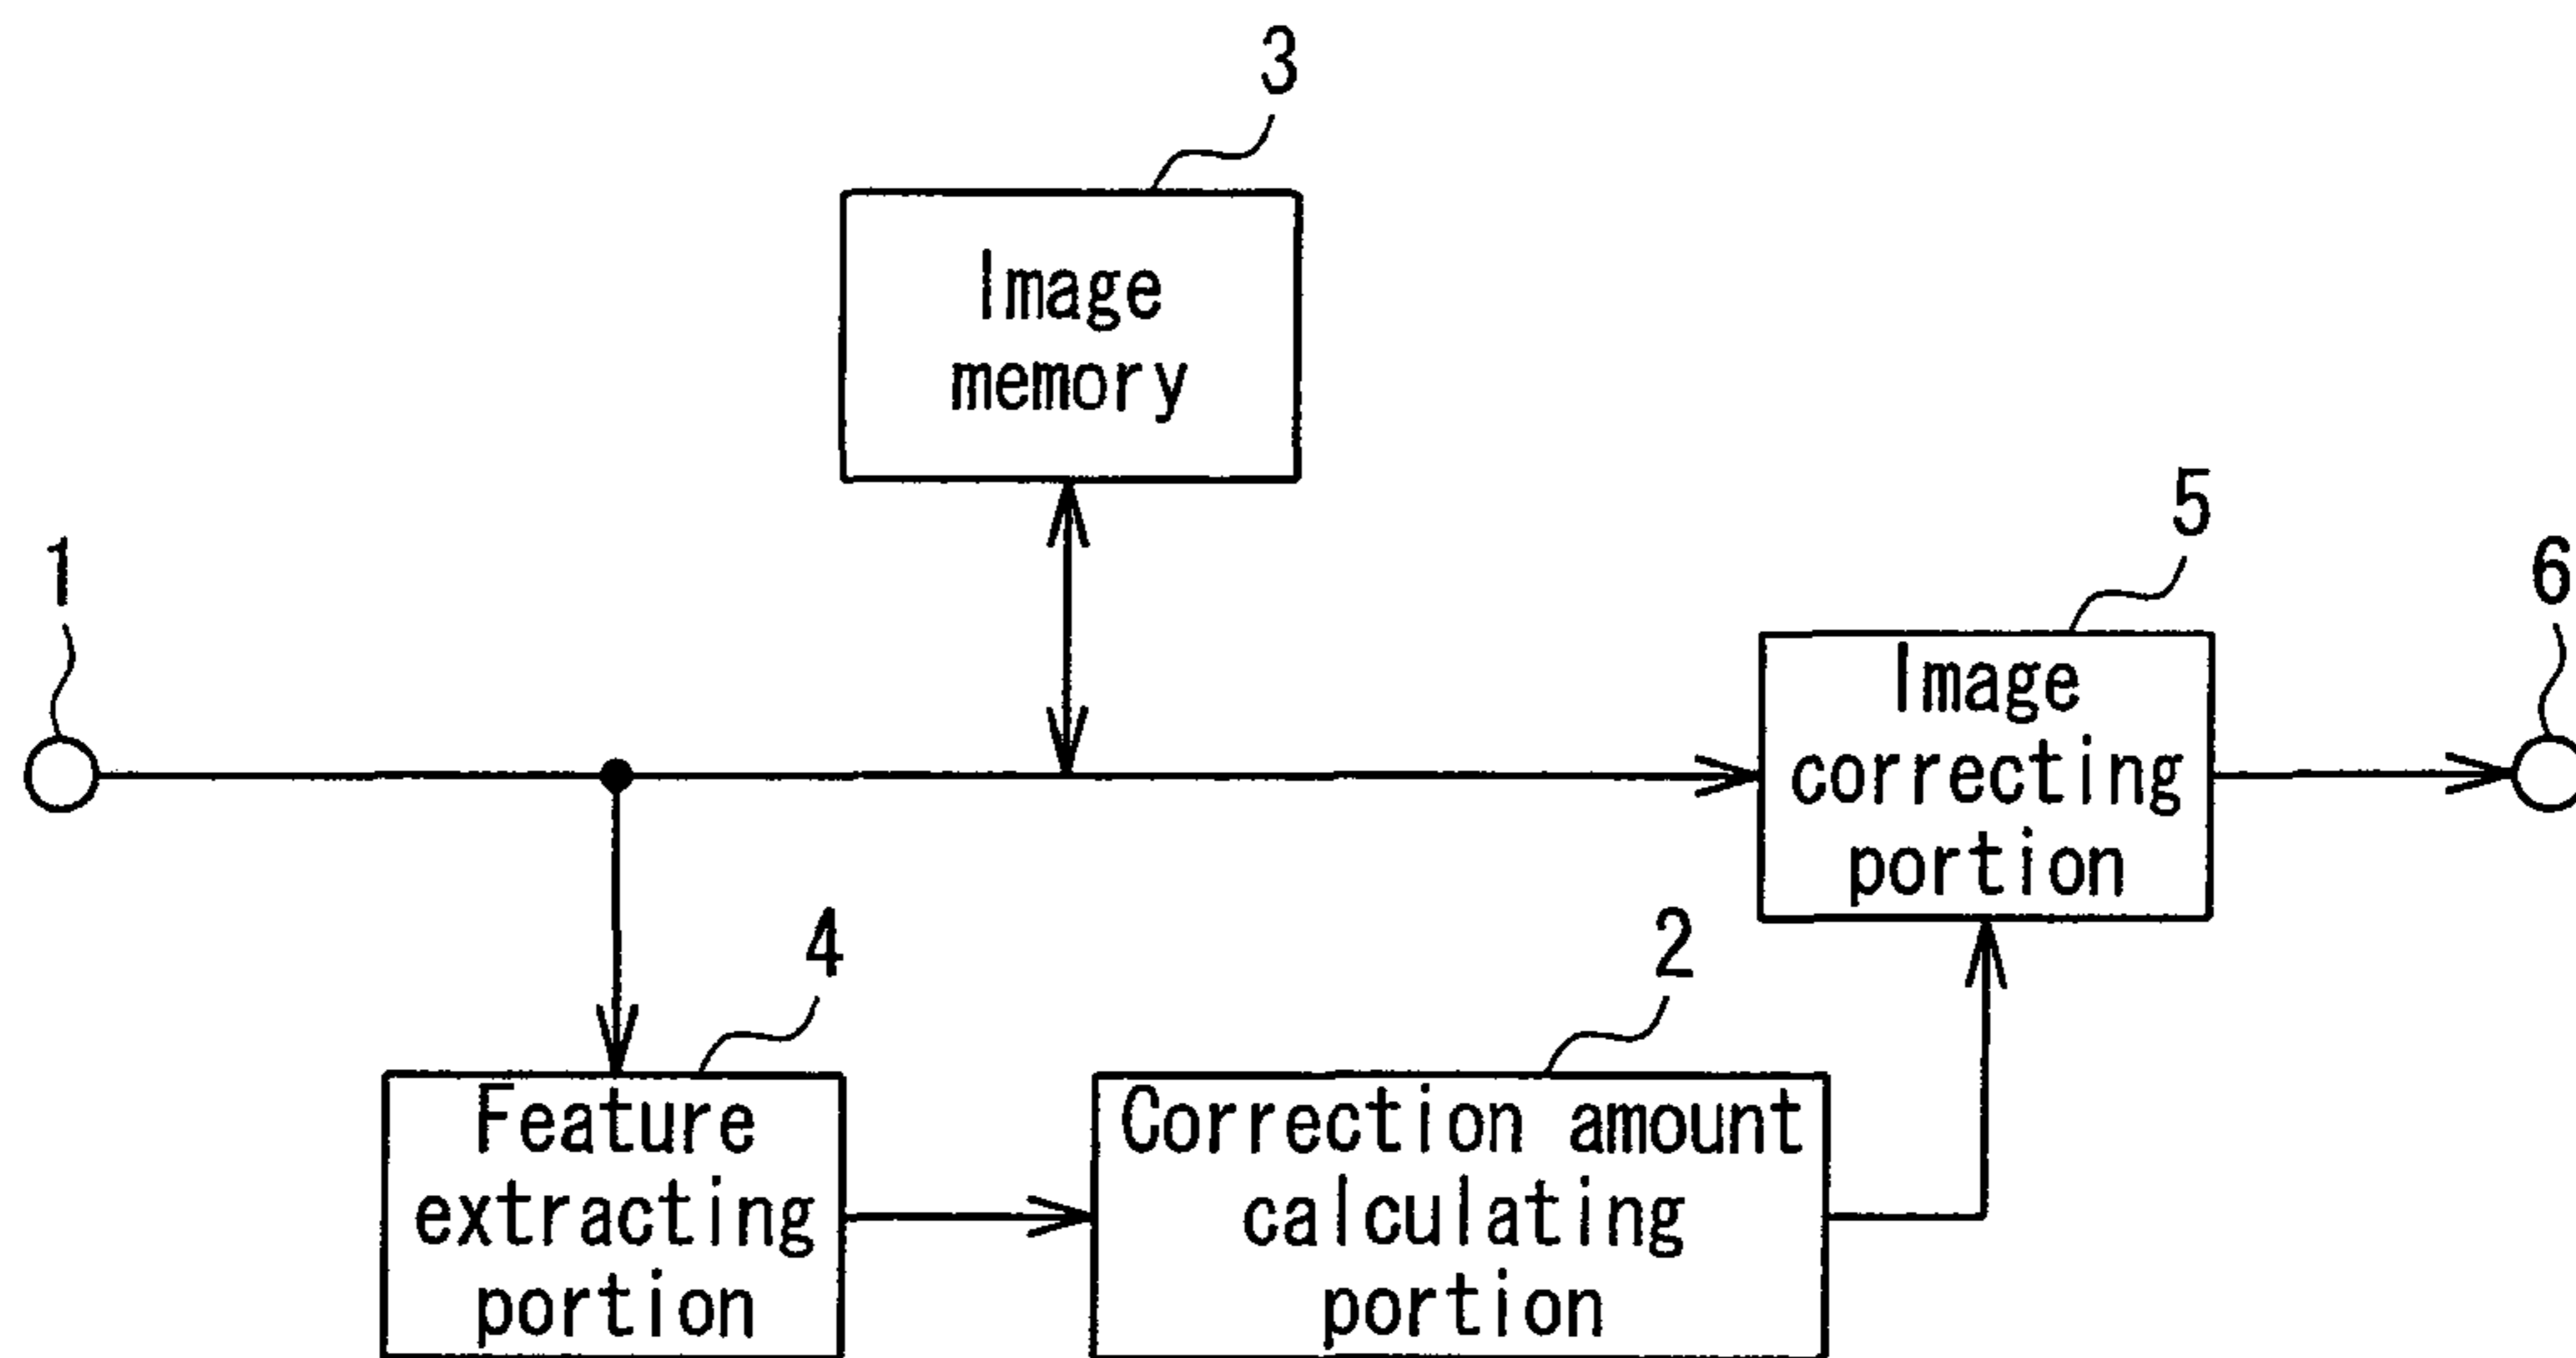 3
Image
memory
5
1
6
Image
correcting
portion
4
2
Feature
extracting
portion
Correction amount
calculating
portion